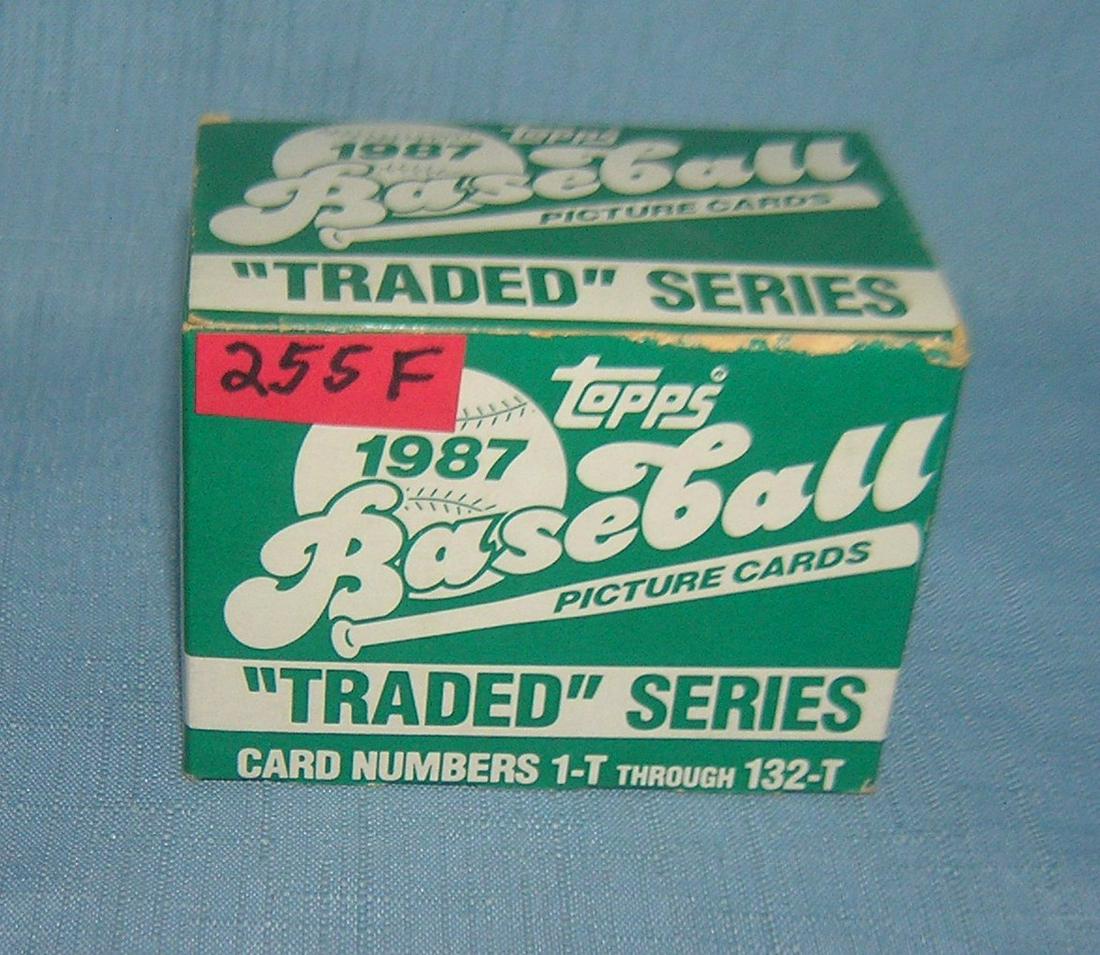 Topps
1987
Baseball
PICTURE CARDS
"TRADED" SERIES
255 F
Topps®
1987
Baseball
PICTURE CARDS
"TRADED" SERIES
CARD NUMBERS 1-T THROUGH 132-T